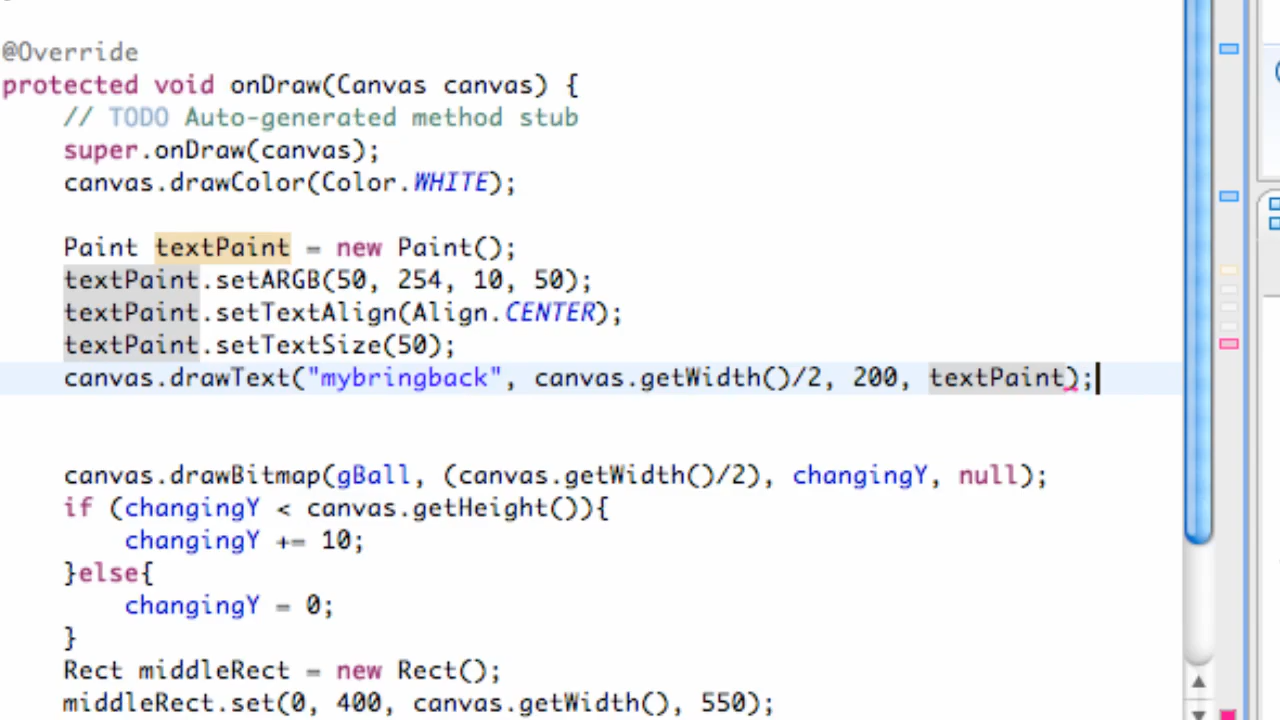 @Override
protected void onDraw(Canvas canvas) {
// TODO Auto-generated method stub
super.onDraw(canvas);
canvas.drawColor(Color.WHITE);
Paint textPaint = new Paint();
textPaint.setARGB(50, 254, 10, 50);
textPaint.setTextAlign(Align.CENTER);
textPaint.setTextSize(50);
canvas.drawText("mybringback", canvas.getWidth()/2, 200, textPaint);
canvas.drawBitmap(gBall, (canvas.getWidth()/2), changingY, null);
if (changingY < canvas.getHeight()){
changingY += 10;
}else{
changingY = 0;
}
Rect middleRect = new Rect();
middleRect.set(0, 400, canvas.getWidth(), 550);